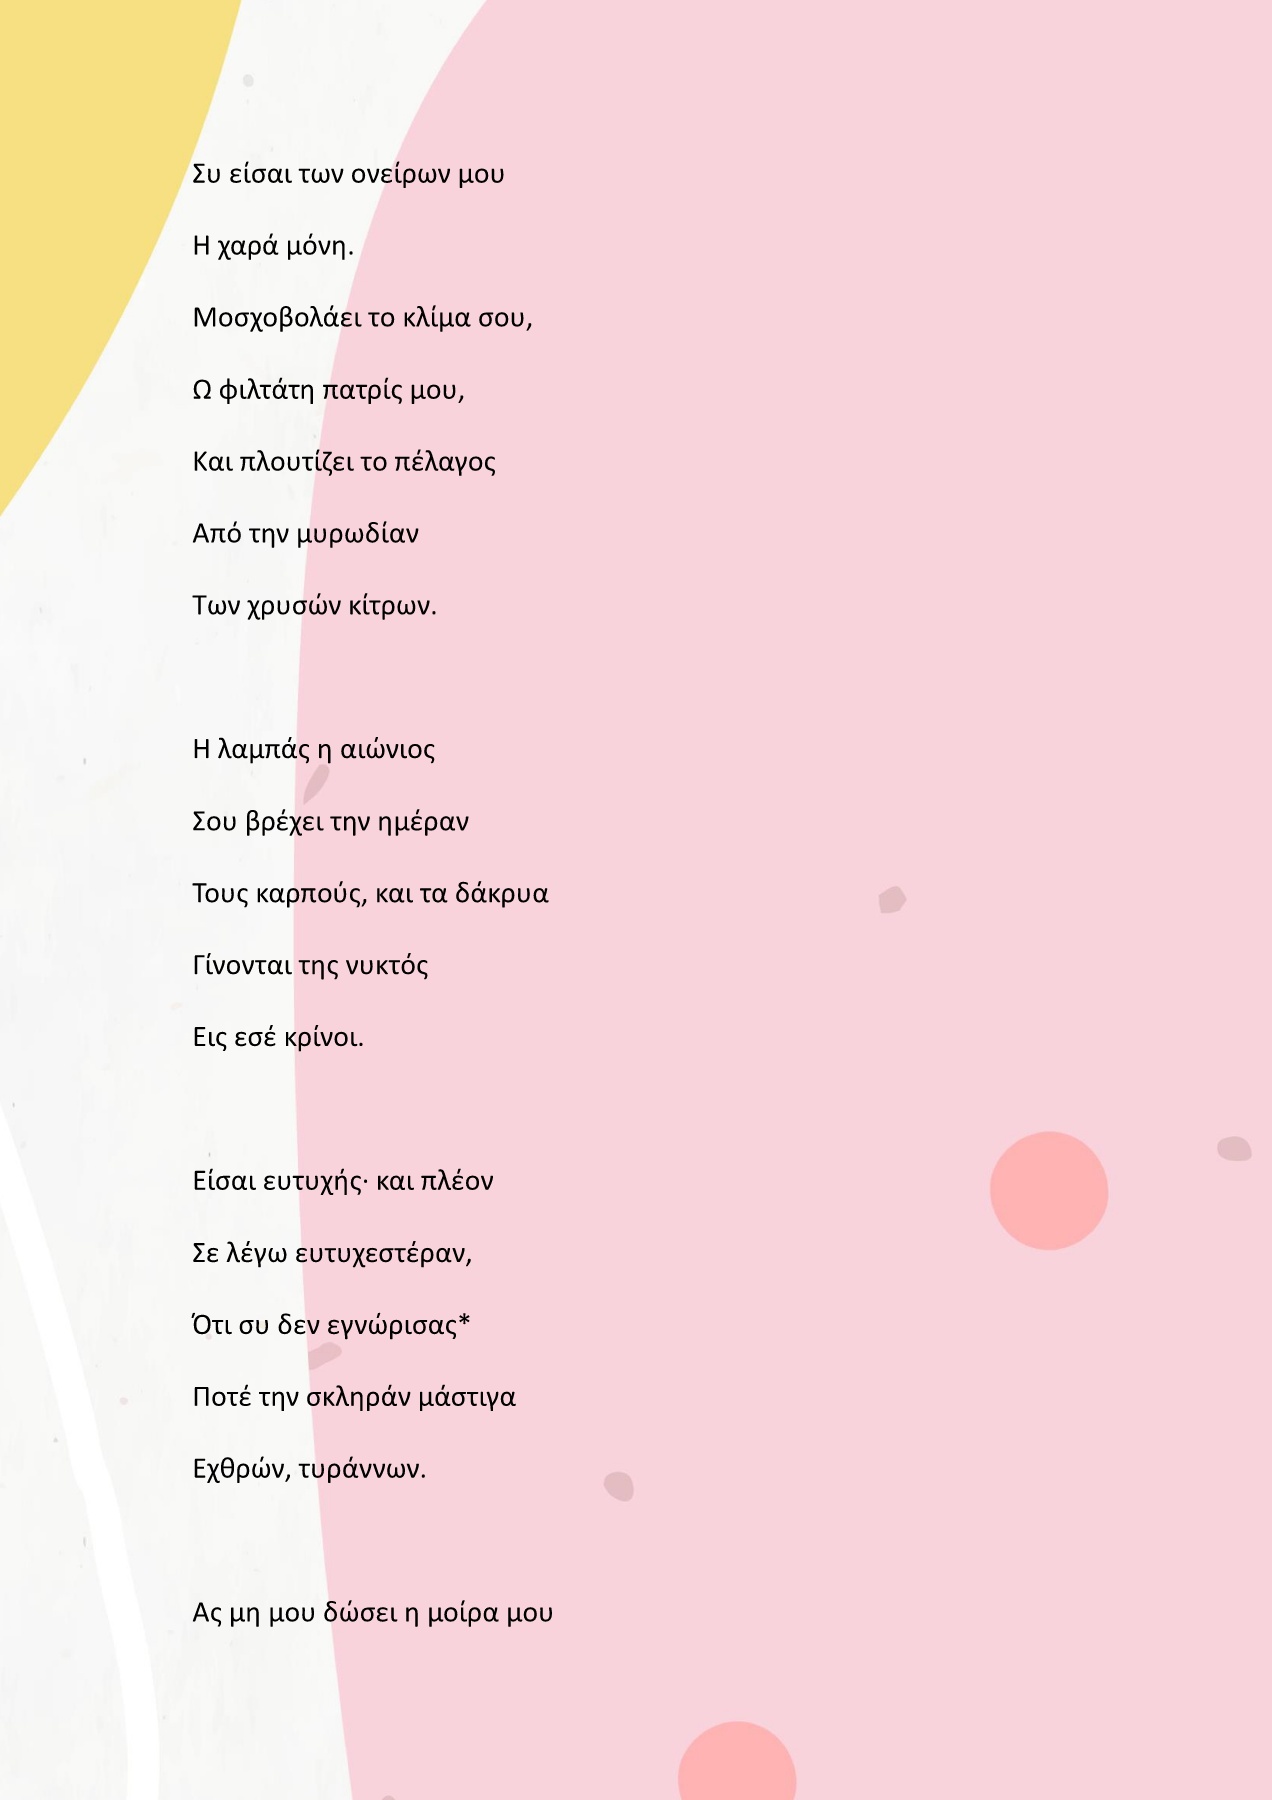 Συ είσαι των ονείρων μου
Η χαρά μόνη.
Μοσχοβολάει το κλίμα σου,
Ω φιλτάτη πατρίς μου,
Και πλουτίζει το πέλαγος
Από την μυρωδίαν
Των χρυσών κίτρων.
Η λαμπάς η αιώνιος
Σου βρέχει την ημέραν
Τους καρπούς, και τα δάκρυα
Γίνονται της νυκτός
Εις εσέ κρίνοι.
Είσαι ευτυχής· και πλέον
Σε λέγω ευτυχεστέραν,
Ότι συ δεν εγνώρισας*
Ποτέ την σκληράν μάστιγα
Εχθρών, τυράννων.
Ας μη μου δώσει η μοίρα μου